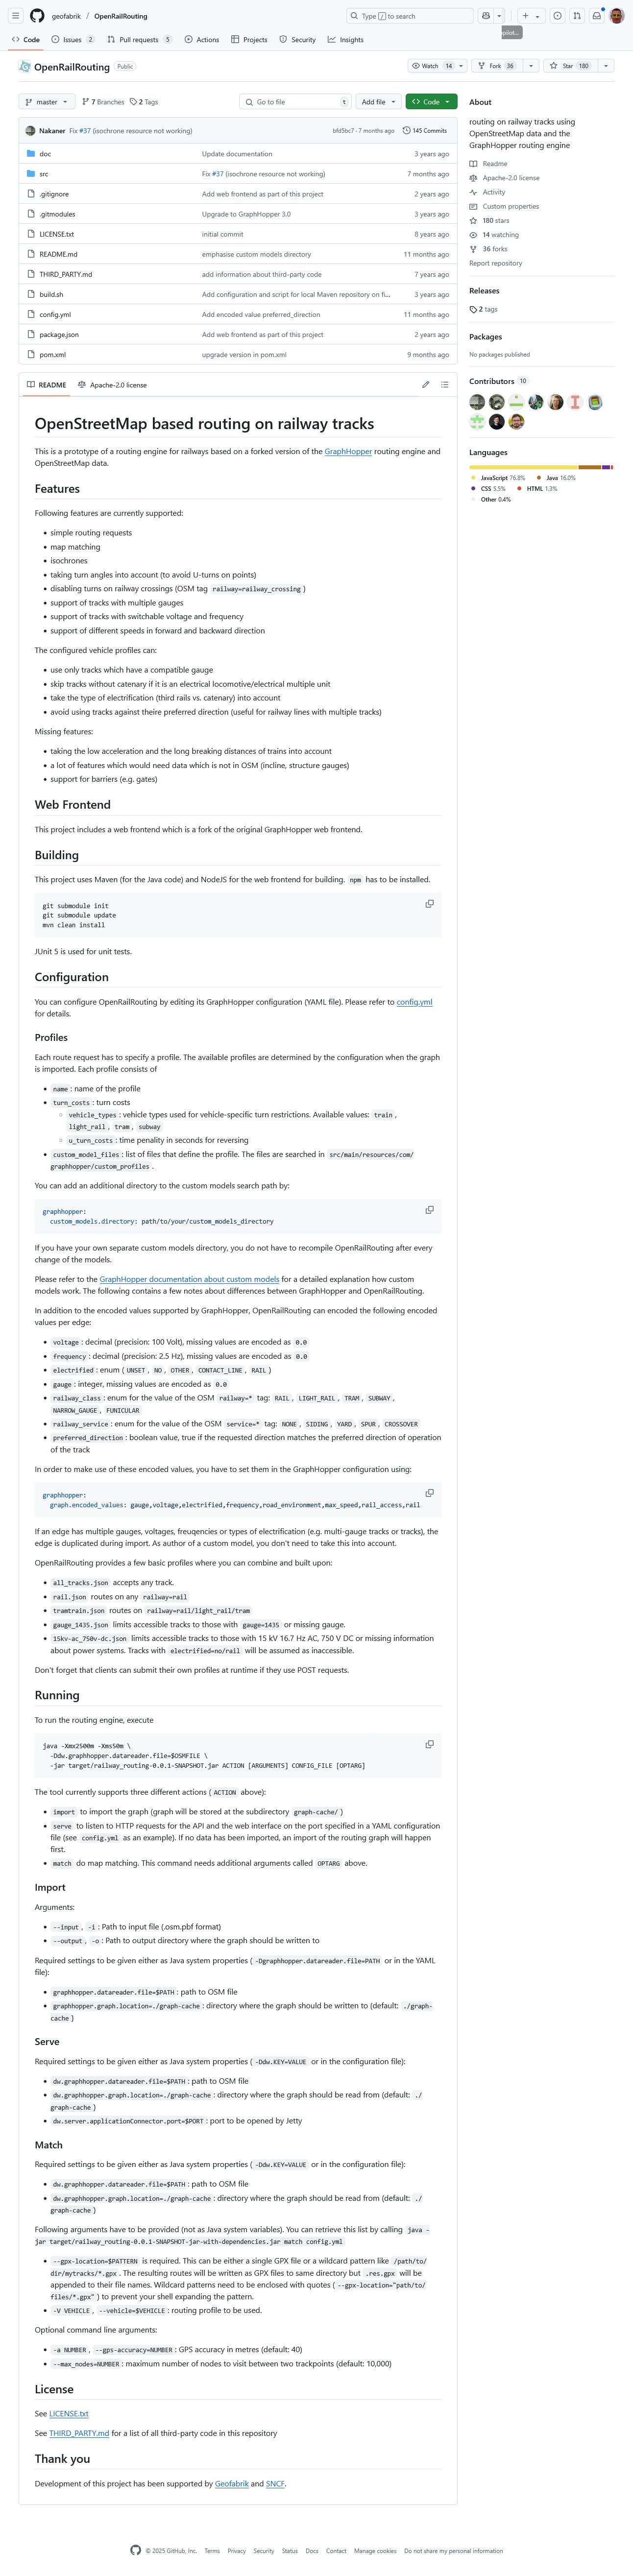 geofabrik / OpenRailRouting
Type / to search
Code Issues 2 Pull requests 5 Actions Projects Security Insights
OpenRailRouting Public
Watch 14 Fork 36 Star 180
master 7 Branches 2 Tags Go to file t Add file Code
Nakaner Fix #37 (isochrone resource not working) bfd5bc7 · 7 months ago 145 Commits
doc Update documentation 3 years ago
src Fix #37 (isochrone resource not working) 7 months ago
.gitignore Add web frontend as part of this project 2 years ago
.gitmodules Upgrade to GraphHopper 3.0 3 years ago
LICENSE.txt initial commit 8 years ago
README.md emphasise custom models directory 11 months ago
THIRD_PARTY.md add information about third-party code 7 years ago
build.sh Add configuration and script for local Maven repository on fi... 3 years ago
config.yml Add encoded value preferred_direction 11 months ago
package.json Add web frontend as part of this project 2 years ago
pom.xml upgrade version in pom.xml 9 months ago
README Apache-2.0 license
OpenStreetMap based routing on railway tracks
This is a prototype of a routing engine for railways based on a forked version of the GraphHopper routing engine and
OpenStreetMap data.
Features
Following features are currently supported:
• simple routing requests
• map matching
• isochrones
• taking turn angles into account (to avoid U-turns on points)
• disabling turns on railway crossings (OSM tag railway=railway_crossing )
• support of tracks with multiple gauges
• support of tracks with switchable voltage and frequency
• support of different speeds in forward and backward direction
The configured vehicle profiles can:
• use only tracks which have a compatible gauge
• skip tracks without catenary if it is an electrical locomotive/electrical multiple unit
• take the type of electrification (third rails vs. catenary) into account
• avoid using tracks against theire preferred direction (useful for railway lines with multiple tracks)
Missing features:
• taking the low acceleration and the long breaking distances of trains into account
• a lot of features which would need data which is not in OSM (incline, structure gauges)
• support for barriers (e.g. gates)
Web Frontend
This project includes a web frontend which is a fork of the original GraphHopper web frontend.
Building
This project uses Maven (for the Java code) and NodeJS for the web frontend for building. npm has to be installed.
git submodule init
git submodule update
mvn clean install
JUnit 5 is used for unit tests.
Configuration
You can configure OpenRailRouting by editing its GraphHopper configuration (YAML file). Please refer to config.yml
for details.
Profiles
Each route request has to specify a profile. The available profiles are determined by the configuration when the graph
is imported. Each profile consists of
• name : name of the profile
• turn_costs : turn costs
◦ vehicle_types : vehicle types used for vehicle-specific turn restrictions. Available values: train ,
light_rail , tram , subway
◦ u_turn_costs : time penality in seconds for reversing
• custom_model_files : list of files that define the profile. The files are searched in src/main/resources/com/
graphhopper/custom_profiles .
You can add an additional directory to the custom models search path by:
graphhopper:
custom_models.directory: path/to/your/custom_models_directory
If you have your own separate custom models directory, you do not have to recompile OpenRailRouting after every
change of the models.
Please refer to the GraphHopper documentation about custom models for a detailed explanation how custom
models work. The following contains a few notes about differences between GraphHopper and OpenRailRouting.
In addition to the encoded values supported by GraphHopper, OpenRailRouting can encoded the following encoded
values per edge:
• voltage : decimal (precision: 100 Volt), missing values are encoded as 0.0
• frequency : decimal (precision: 2.5 Hz), missing values are encoded as 0.0
• electrified : enum ( UNSET , NO , OTHER , CONTACT_LINE , RAIL )
• gauge : integer, missing values are encoded as 0.0
• railway_class : enum for the value of the OSM railway=* tag: RAIL , LIGHT_RAIL , TRAM , SUBWAY ,
NARROW_GAUGE , FUNICULAR
• railway_service : enum for the value of the OSM service=* tag: NONE , SIDING , YARD , SPUR , CROSSOVER
• preferred_direction : boolean value, true if the requested direction matches the preferred direction of operation
of the track
In order to make use of these encoded values, you have to set them in the GraphHopper configuration using:
graphhopper:
graph.encoded_values: gauge,voltage,electrified,frequency,road_environment,max_speed,rail_access,rail
If an edge has multiple gauges, voltages, freuqencies or types of electrification (e.g. multi-gauge tracks or tracks), the
edge is duplicated during import. As author of a custom model, you don't need to take this into account.
OpenRailRouting provides a few basic profiles where you can combine and built upon:
• all_tracks.json accepts any track.
• rail.json routes on any railway=rail
• tramtrain.json routes on railway=rail/light_rail/tram
• gauge_1435.json limits accessible tracks to those with gauge=1435 or missing gauge.
• 15kv-ac_750v-dc.json limits accessible tracks to those with 15 kV 16.7 Hz AC, 750 V DC or missing information
about power systems. Tracks with electrified=no/rail will be assumed as inaccessible.
Don't forget that clients can submit their own profiles at runtime if they use POST requests.
Running
To run the routing engine, execute
java -Xmx2500m -Xms50m \
-Ddw.graphhopper.datareader.file=$OSMFILE \
-jar target/railway_routing-0.0.1-SNAPSHOT.jar ACTION [ARGUMENTS] CONFIG_FILE [OPTARG]
The tool currently supports three different actions ( ACTION above):
• import to import the graph (graph will be stored at the subdirectory graph-cache/ )
• serve to listen to HTTP requests for the API and the web interface on the port specified in a YAML configuration
file (see config.yml as an example). If no data has been imported, an import of the routing graph will happen
first.
• match do map matching. This command needs additional arguments called OPTARG above.
Import
Arguments:
• --input , -i : Path to input file (.osm.pbf format)
• --output , -o : Path to output directory where the graph should be written to
Required settings to be given either as Java system properties ( -Dgraphhopper.datareader.file=PATH or in the YAML
file):
• graphhopper.datareader.file=$PATH : path to OSM file
• graphhopper.graph.location=./graph-cache : directory where the graph should be written to (default: ./graph-
cache )
Serve
Required settings to be given either as Java system properties ( -Ddw.KEY=VALUE or in the configuration file):
• dw.graphhopper.datareader.file=$PATH : path to OSM file
• dw.graphhopper.graph.location=./graph-cache : directory where the graph should be read from (default: ./
graph-cache )
• dw.server.applicationConnector.port=$PORT : port to be opened by Jetty
Match
Required settings to be given either as Java system properties ( -Ddw.KEY=VALUE or in the configuration file):
• dw.graphhopper.datareader.file=$PATH : path to OSM file
• dw.graphhopper.graph.location=./graph-cache : directory where the graph should be read from (default: ./
graph-cache )
Following arguments have to be provided (not as Java system variables). You can retrieve this list by calling java -
jar target/railway_routing-0.0.1-SNAPSHOT-jar-with-dependencies.jar match config.yml
• --gpx-location=$PATTERN is required. This can be either a single GPX file or a wildcard pattern like /path/to/
dir/mytracks/*.gpx . The resulting routes will be written as GPX files to same directory but .res.gpx will be
appended to their file names. Wildcard patterns need to be enclosed with quotes ( --gpx-location="path/to/
files/*.gpx" ) to prevent your shell expanding the pattern.
• -V VEHICLE , --vehicle=$VEHICLE : routing profile to be used.
Optional command line arguments:
• -a NUMBER , --gps-accuracy=NUMBER : GPS accuracy in metres (default: 40)
• --max_nodes=NUMBER : maximum number of nodes to visit between two trackpoints (default: 10,000)
License
See LICENSE.txt
See THIRD_PARTY.md for a list of all third-party code in this repository
Thank you
Development of this project has been supported by Geofabrik and SNCF.
About
routing on railway tracks using
OpenStreetMap data and the
GraphHopper routing engine
Readme
Apache-2.0 license
Activity
Custom properties
180 stars
14 watching
36 forks
Report repository
Releases
2 tags
Packages
No packages published
Contributors 10
Languages
JavaScript 76.8% Java 16.0%
CSS 5.5% HTML 1.3%
Other 0.4%
© 2025 GitHub, Inc. Terms Privacy Security Status Docs Contact Manage cookies Do not share my personal information